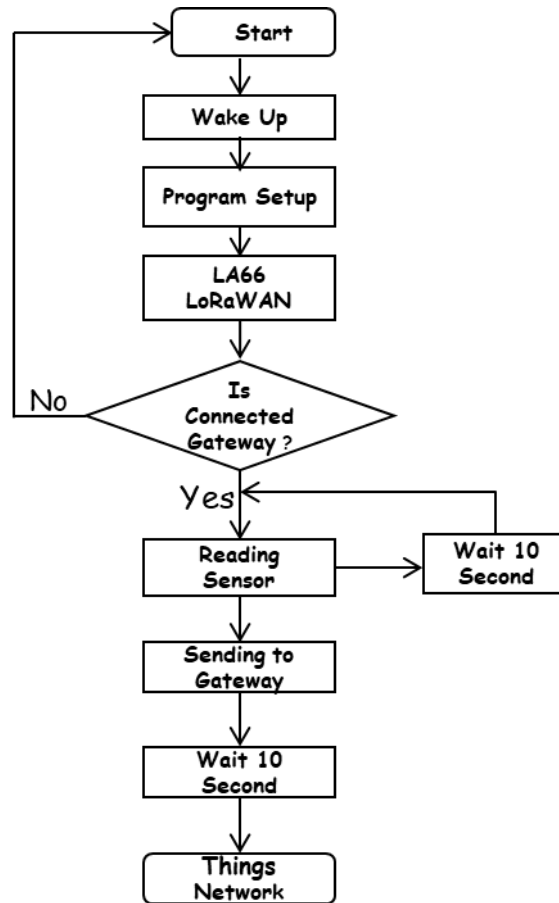 Start
Wake Up
Program Setup
LA66
LoRaWAN
Is
Connected
Gateway ?
No
Yes
Reading
Sensor
Wait 10
Second
Sending to
Gateway
Wait 10
Second
Things
Network